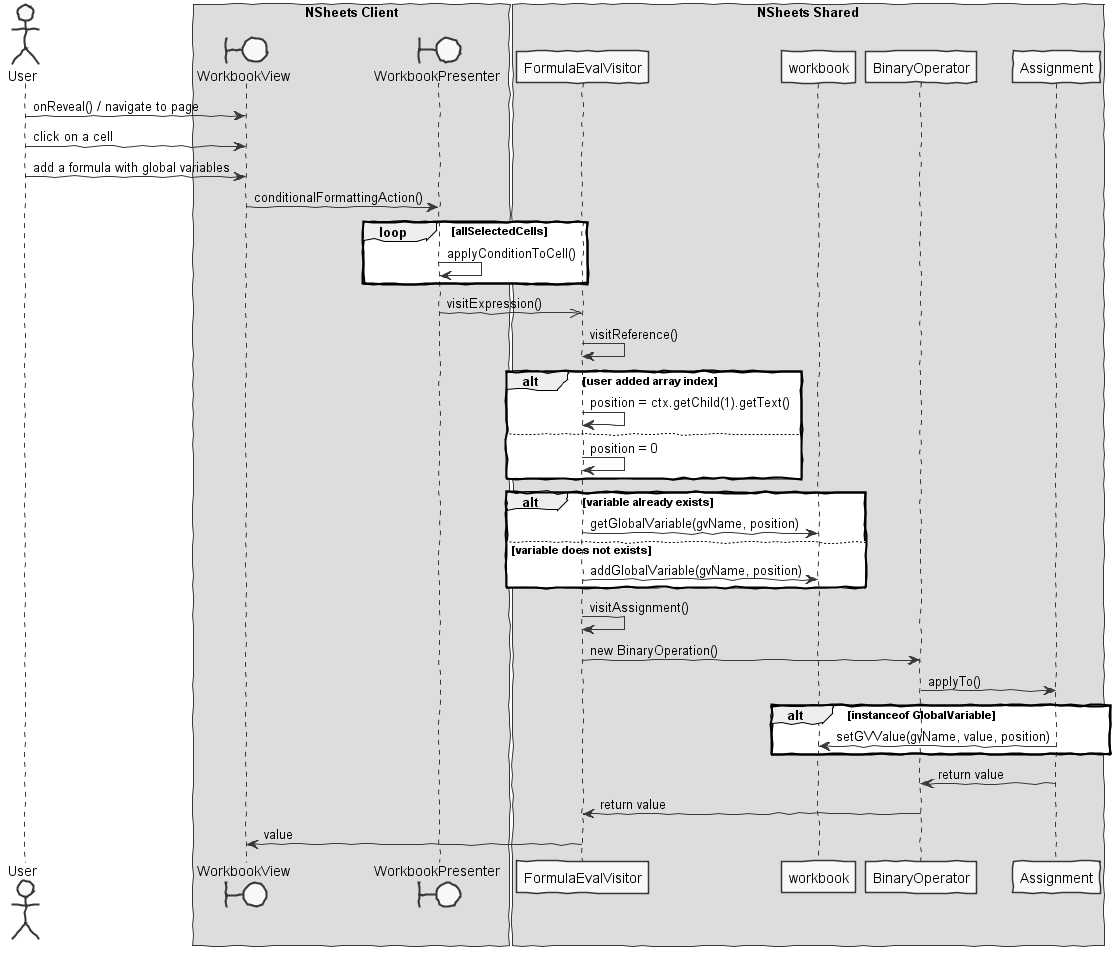 NSheets Client
NSheets Shared
User
WorkbookView
WorkbookPresenter
FormulaEvalVisitor
workbook
BinaryOperator
Assignment
onReveal() / navigate to page
click on a cell
add a formula with global variables
conditionalFormattingAction()
loop [allSelectedCells]
applyConditionToCell()
visitExpression()
visitReference()
alt [user added array index]
position = ctx.getChild(1).getText()
position = 0
alt [variable already exists]
getGlobalVariable(gvName, position)
[variable does not exists]
addGlobalVariable(gvName, position)
visitAssignment()
new BinaryOperation()
applyTo()
alt [instanceof GlobalVariable]
setGVValue(gvName, value, position)
return value
return value
value
User
WorkbookView
WorkbookPresenter
FormulaEvalVisitor
workbook
BinaryOperator
Assignment